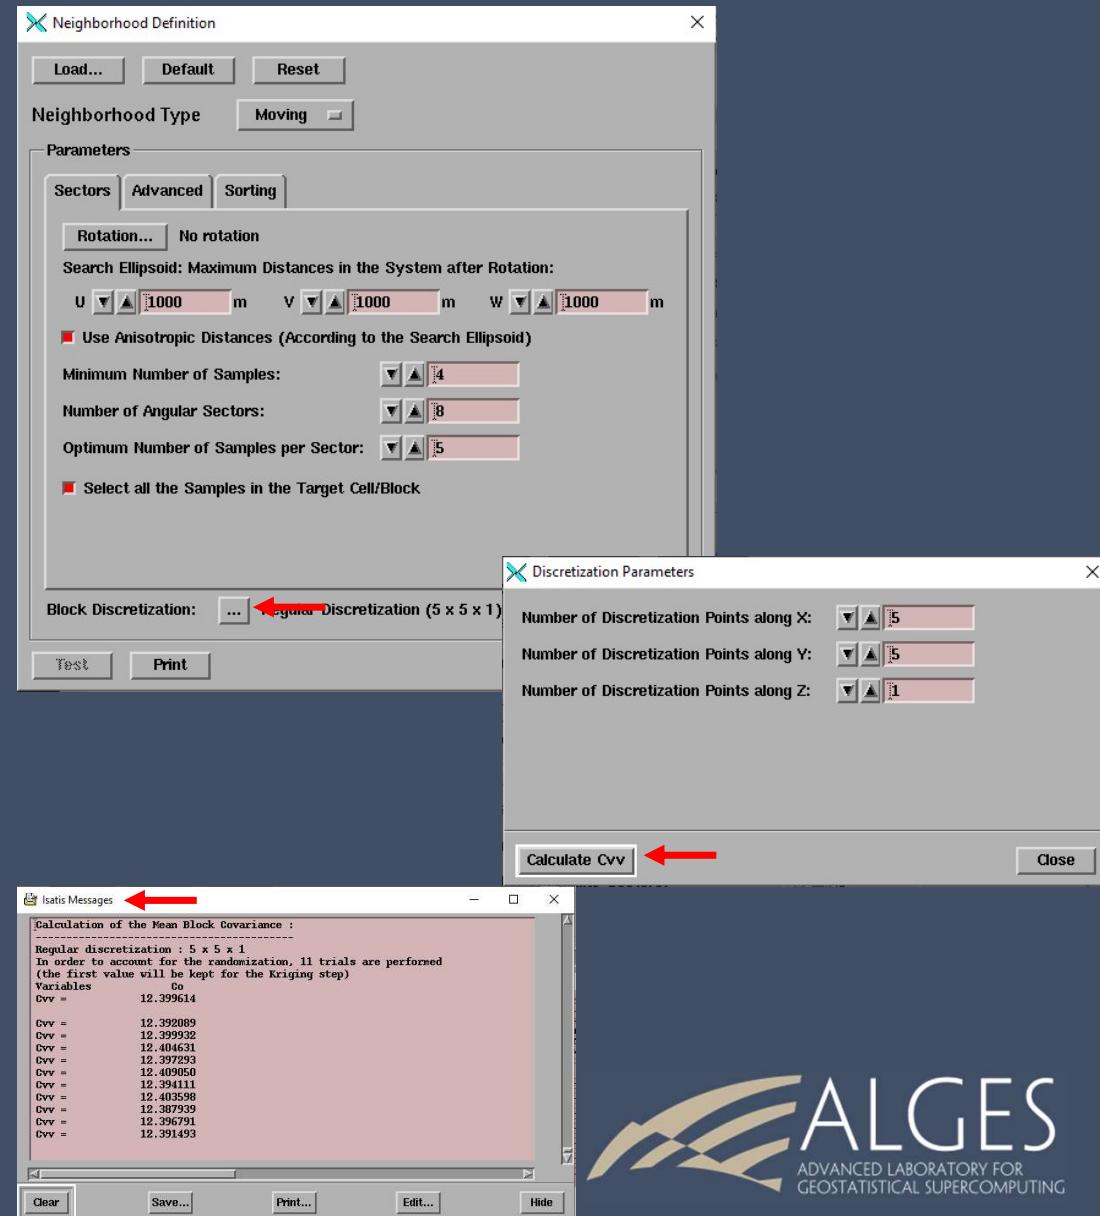 Neighborhood Definition
Load... Default Reset
Neighborhood Type Moving
Parameters
Sectors Advanced Sorting
Rotation... No rotation
Search Ellipsoid: Maximum Distances in the System after Rotation:
U 1000 m V 1000 m W 1000 m
Use Anisotropic Distances (According to the Search Ellipsoid)
Minimum Number of Samples: 4
Number of Angular Sectors: 8
Optimum Number of Samples per Sector: 5
Select all the Samples in the Target Cell/Block
Block Discretization: ... Regular Discretization (5 x 5 x 1)
Test Print
Discretization Parameters
Number of Discretization Points along X: 5
Number of Discretization Points along Y: 5
Number of Discretization Points along Z: 1
Calculate Cvv Close
Isatis Messages
Calculation of the Mean Block Covariance :
------------------------------------------
Regular discretization : 5 x 5 x 1
In order to account for the randomization, 11 trials are performed
(the first value will be kept for the Kriging step)
Variables Co
Cvv = 12.399614
Cvv = 12.392089
Cvv = 12.399932
Cvv = 12.404631
Cvv = 12.397293
Cvv = 12.409050
Cvv = 12.394111
Cvv = 12.403598
Cvv = 12.387939
Cvv = 12.396791
Cvv = 12.391493
Clear Save... Print... Edit... Hide
ALGES
ADVANCED LABORATORY FOR
GEOSTATISTICAL SUPERCOMPUTING